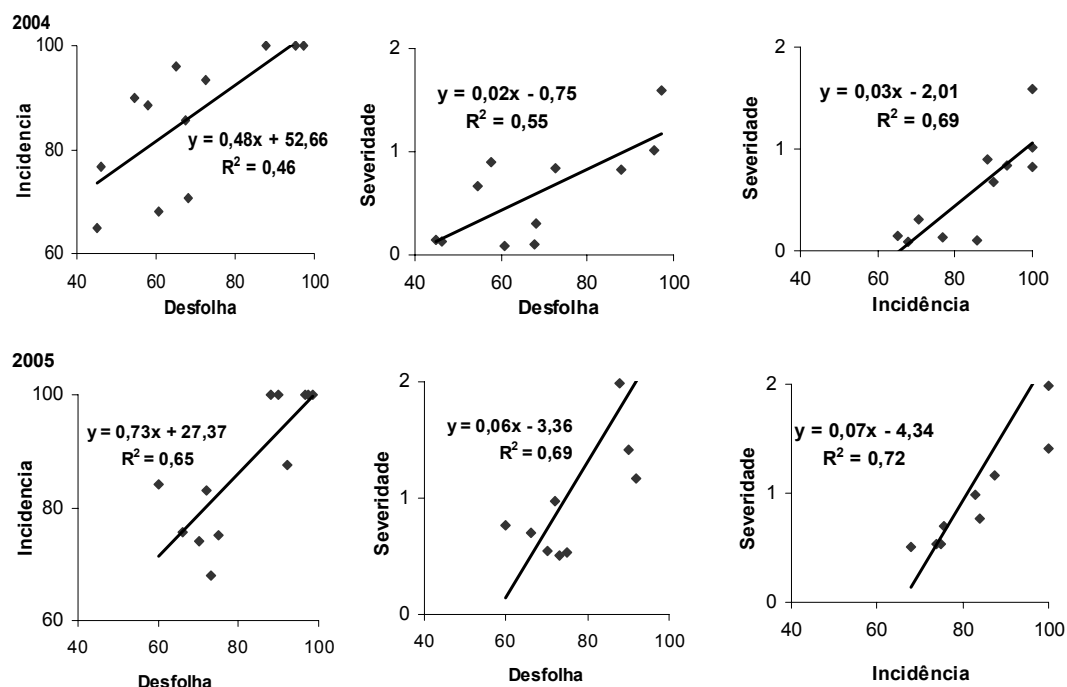 2004
100
80
60
Incidencia
y = 0,48x + 52,66
R² = 0,46
40 60 80 100
Desfolha
2
1
0
Severidade
y = 0,02x - 0,75
R² = 0,55
40 60 80 100
Desfolha
2
1
0
Severidade
y = 0,03x - 2,01
R² = 0,69
40 60 80 100
Incidência
2005
100
80
60
Incidencia
y = 0,73x + 27,37
R² = 0,65
40 60 80 100
Desfolha
2
1
0
Severidade
y = 0,06x - 3,36
R² = 0,69
40 60 80 100
Desfolha
2
1
0
Severidade
y = 0,07x - 4,34
R² = 0,72
40 60 80 100
Incidência